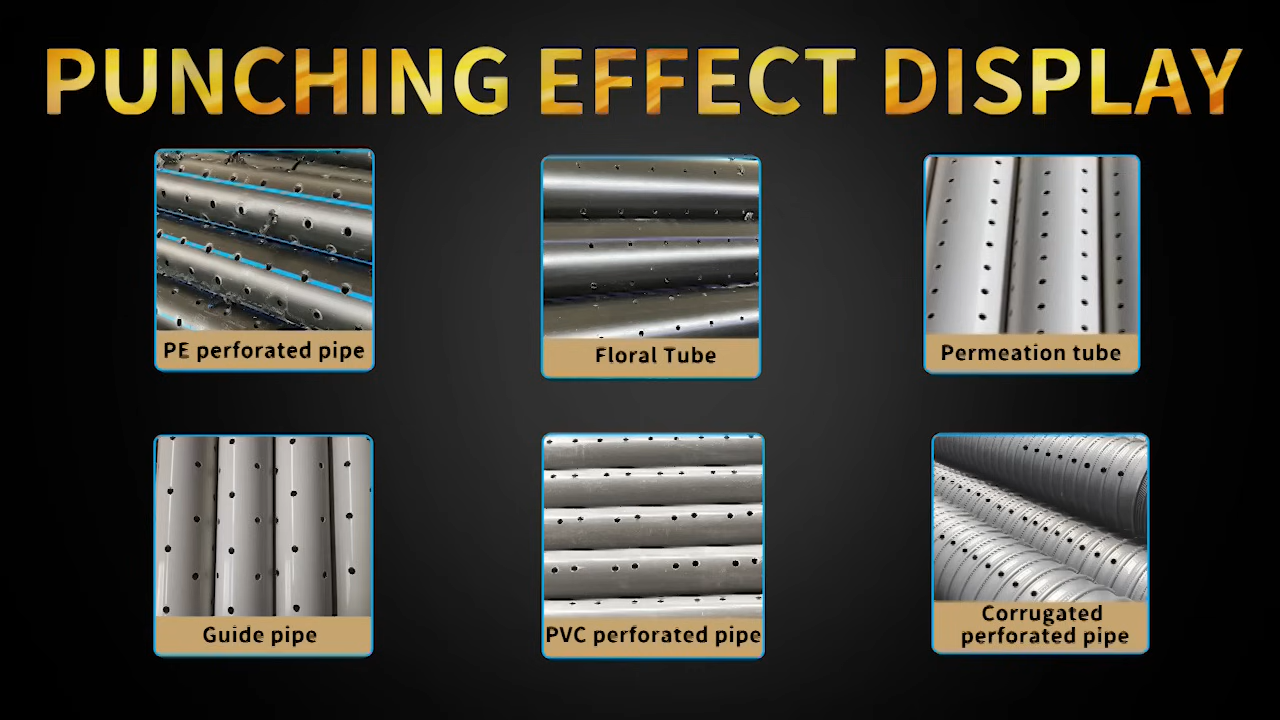 PUNCHING EFFECT DISPLAY
PE perforated pipe
Floral Tube
Permeation tube
Guide pipe
PVC perforated pipe
Corrugated
perforated pipe